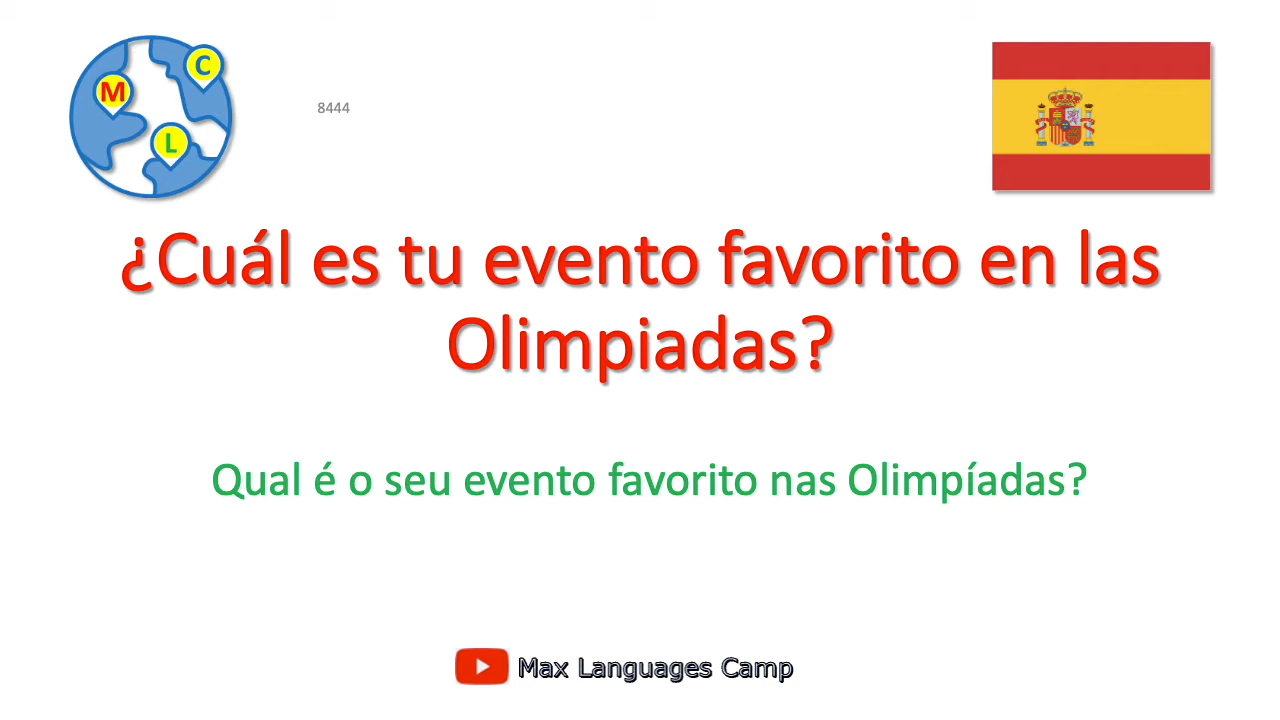 M
C
L
8444
¿Cuál es tu evento favorito en las
Olimpiadas?
Qual é o seu evento favorito nas Olimpíadas?
Max Languages Camp